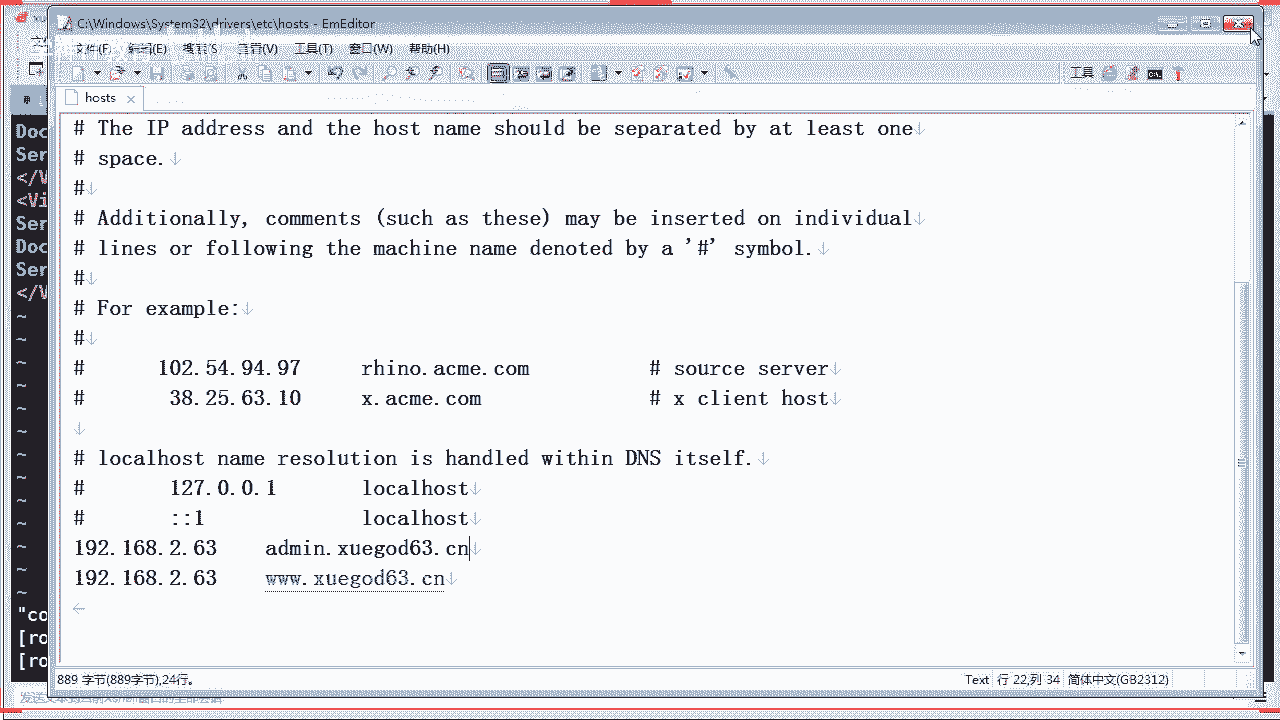 C:\Windows\System32\drivers\etc\hosts - EmEditor
文件(F) 编辑(E) 搜索(S 查看(V) 工具(T) 窗口(W) 帮助(H)
工具
hosts
# The IP address and the host name should be separated by at least one↓
# space.↓
#↓
# Additionally, comments (such as these) may be inserted on individual↓
# lines or following the machine name denoted by a '#' symbol.↓
#↓
# For example:↓
#↓
# 102.54.94.97 rhino.acme.com # source server↓
# 38.25.63.10 x.acme.com # x client host↓
↓
# localhost name resolution is handled within DNS itself.↓
# 127.0.0.1 localhost↓
# ::1 localhost↓
192.168.2.63 admin.xuegod63.cn↓
192.168.2.63 www.xuegod63.cn↓
←
Doc
Ser
</V
<Vi
Ser
Doc
Ser
</V
~
~
~
~
~
~
~
~
~
~
~
~
~
"co
[ro
[ro
889 字节(889字节),24行。 Text 行 22,列 34 简体中文(GB2312)